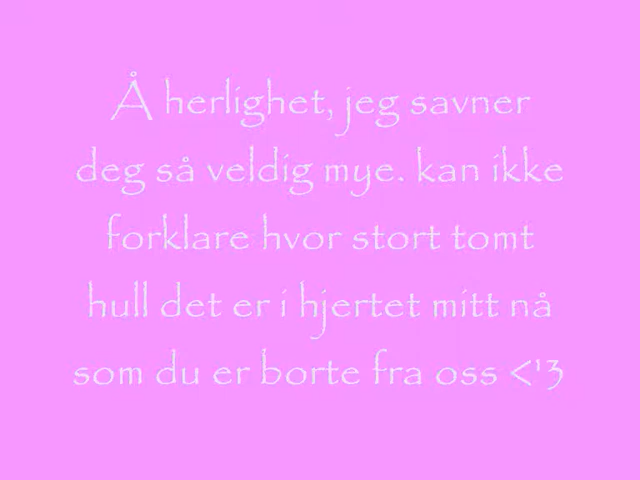 Å herlighet, jeg savner
deg så veldig mye. kan ikke
forklare hvor stort tomt
hull det er i hjertet mitt nå
som du er borte fra oss <'3